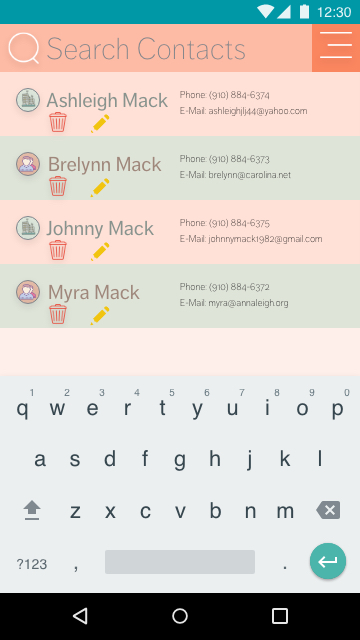 12:30
Search Contacts
Ashleigh Mack
Phone: (910) 884-6374
E-Mail: ashleighjlj44@yahoo.com
Brelynn Mack
Phone: (910) 884-6373
E-Mail: brelynn@carolina.net
Johnny Mack
Phone: (910) 884-6375
E-Mail: johnnymack1982@gmail.com
Myra Mack
Phone: (910) 884-6372
E-Mail: myra@annaleigh.org
1 2 3 4 5 6 7 8 9 0
q w e r t y u i o p
a s d f g h j k l
z x c v b n m
?123 , .